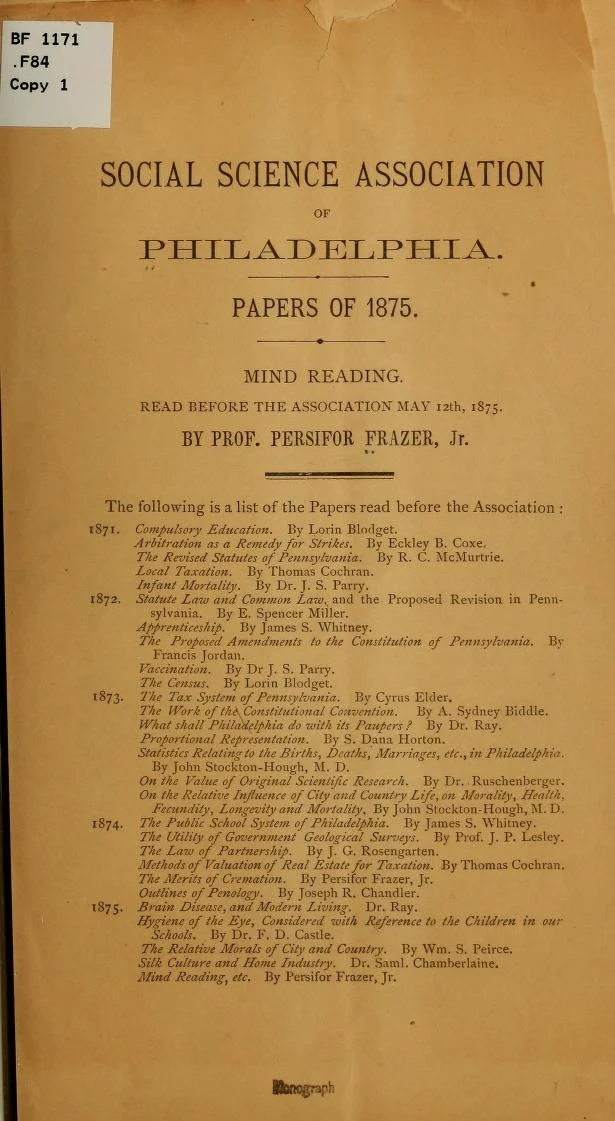 BF 1171
.F84
Copy 1
SOCIAL SCIENCE ASSOCIATION
OF
PHILADELPHIA.
PAPERS OF 1875.
MIND READING.
READ BEFORE THE ASSOCIATION MAY 12th, 1875.
BY PROF. PERSIFOR FRAZER, Jr.
The following is a list of the Papers read before the Association :
1871. Compulsory Education. By Lorin Blodget.
Arbitration as a Remedy for Strikes. By Eckley B. Coxe.
The Revised Statutes of Pennsylvania. By R. C. McMurtrie.
Local Taxation. By Thomas Cochran.
Infant Mortality. By Dr. J. S. Parry.
1872. Statute Law and Common Law, and the Proposed Revision in Penn-
sylvania. By E. Spencer Miller.
Apprenticeship. By James S. Whitney.
The Proposed Amendments to the Constitution of Pennsylvania. By
Francis Jordan.
Vaccination. By Dr J. S. Parry.
The Census. By Lorin Blodget.
1873. The Tax System of Pennsylvania. By Cyrus Elder.
The Work of the Constitutional Convention. By A. Sydney Biddle.
What shall Philadelphia do with its Paupers ? By Dr. Ray.
Proportional Representation. By S. Dana Horton.
Statistics Relating to the Births, Deaths, Marriages, etc., in Philadelphia.
By John Stockton-Hough, M. D.
On the Value of Original Scientific Research. By Dr. Ruschenberger.
On the Relative Influence of City and Country Life, on Morality, Health,
Fecundity, Longevity and Mortality. By John Stockton-Hough, M. D.
1874. The Public School System of Philadelphia. By James S. Whitney.
The Utility of Government Geological Surveys. By Prof. J. P. Lesley.
The Law of Partnership. By J. G. Rosengarten.
Methods of Valuation of Real Estate for Taxation. By Thomas Cochran.
The Merits of Cremation. By Persifor Frazer, Jr.
Outlines of Penology. By Joseph R. Chandler.
1875. Brain Disease, and Modern Living. Dr. Ray.
Hygiene of the Eye, Considered with Reference to the Children in our
Schools. By Dr. F. D. Castle.
The Relative Morals of City and Country. By Wm. S. Peirce.
Silk Culture and Home Industry. Dr. Saml. Chamberlaine.
Mind Reading, etc. By Persifor Frazer, Jr.
Monograph